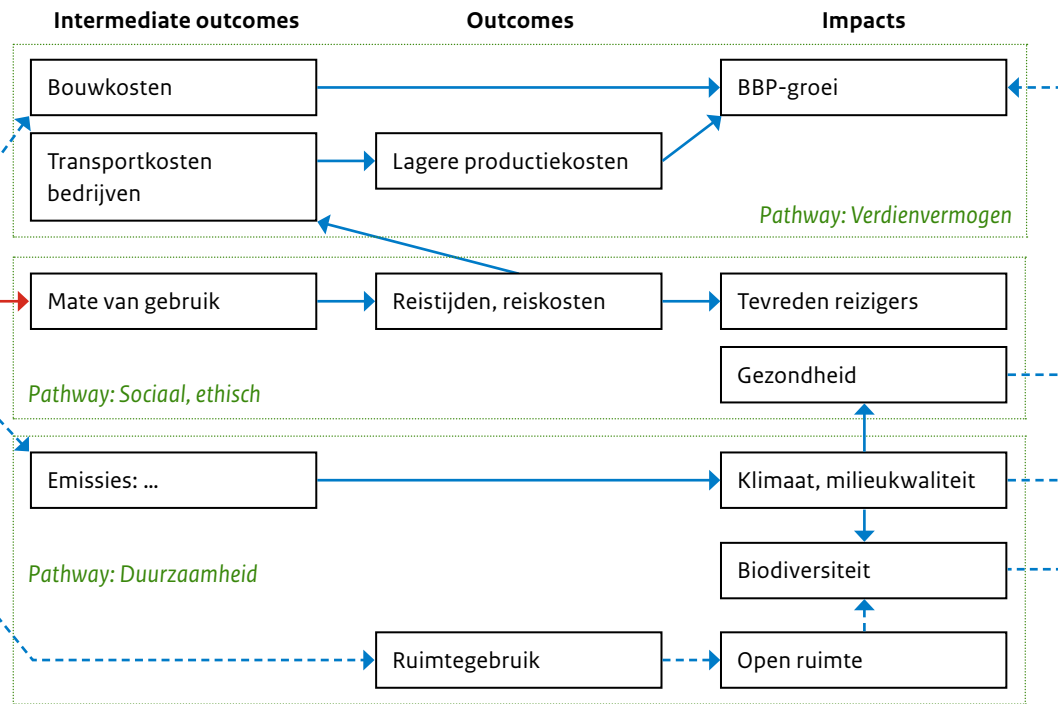 Intermediate outcomes
Outcomes
Impacts
Bouwkosten
BBP-groei
Transportkosten
bedrijven
Lagere productiekosten
Pathway: Verdienvermogen
Mate van gebruik
Reistijden, reiskosten
Tevreden reizigers
Gezondheid
Pathway: Sociaal, ethisch
Emissies: ...
Klimaat, milieukwaliteit
Biodiversiteit
Pathway: Duurzaamheid
Ruimtegebruik
Open ruimte